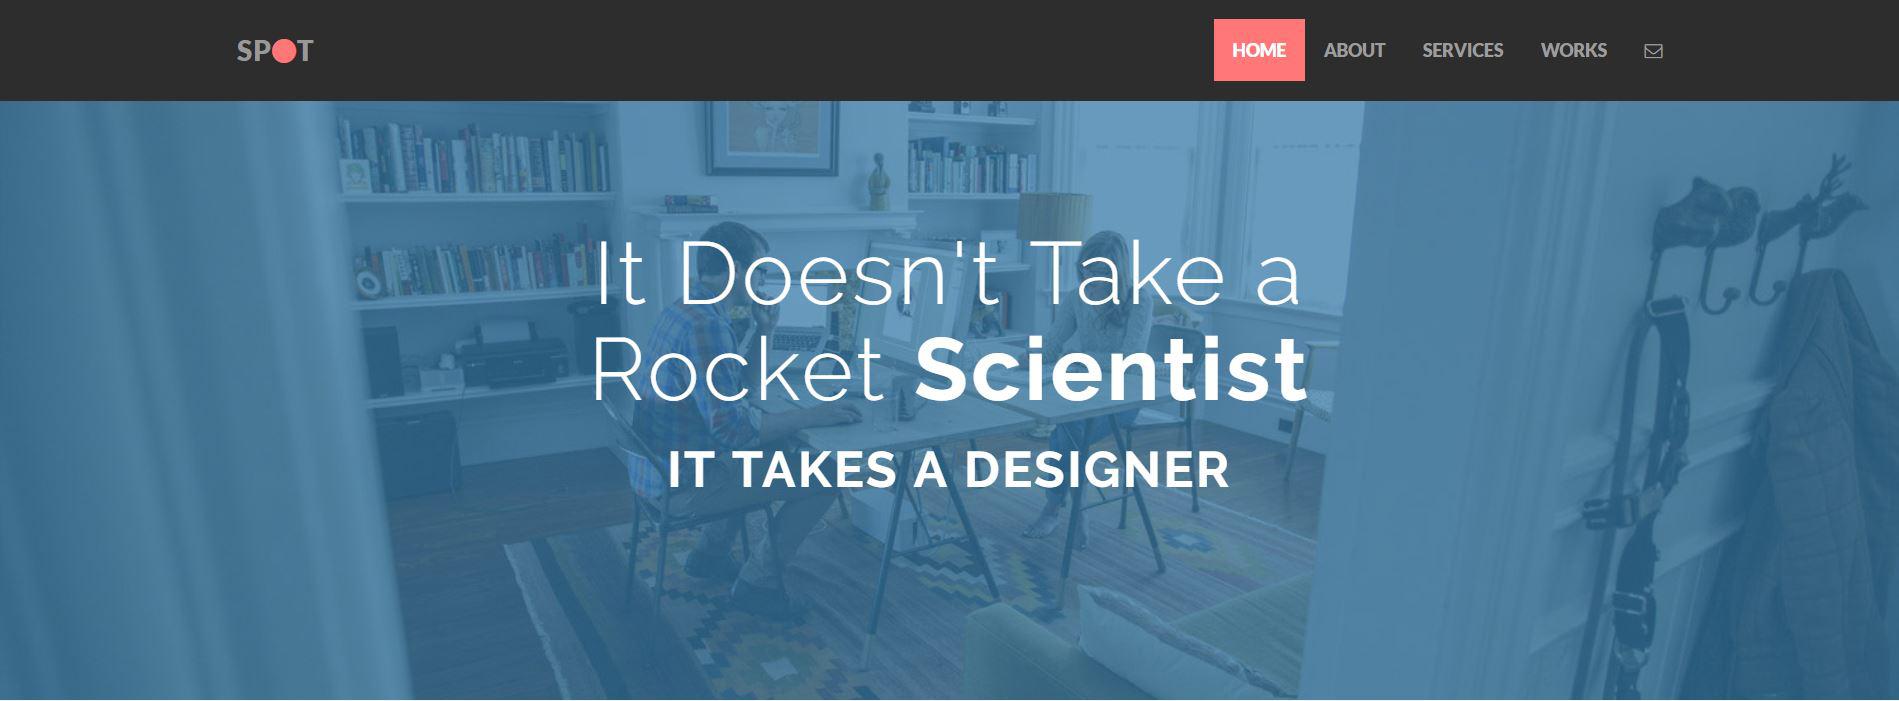 SPOT
HOME ABOUT SERVICES WORKS
It Doesn't Take a
Rocket Scientist
IT TAKES A DESIGNER